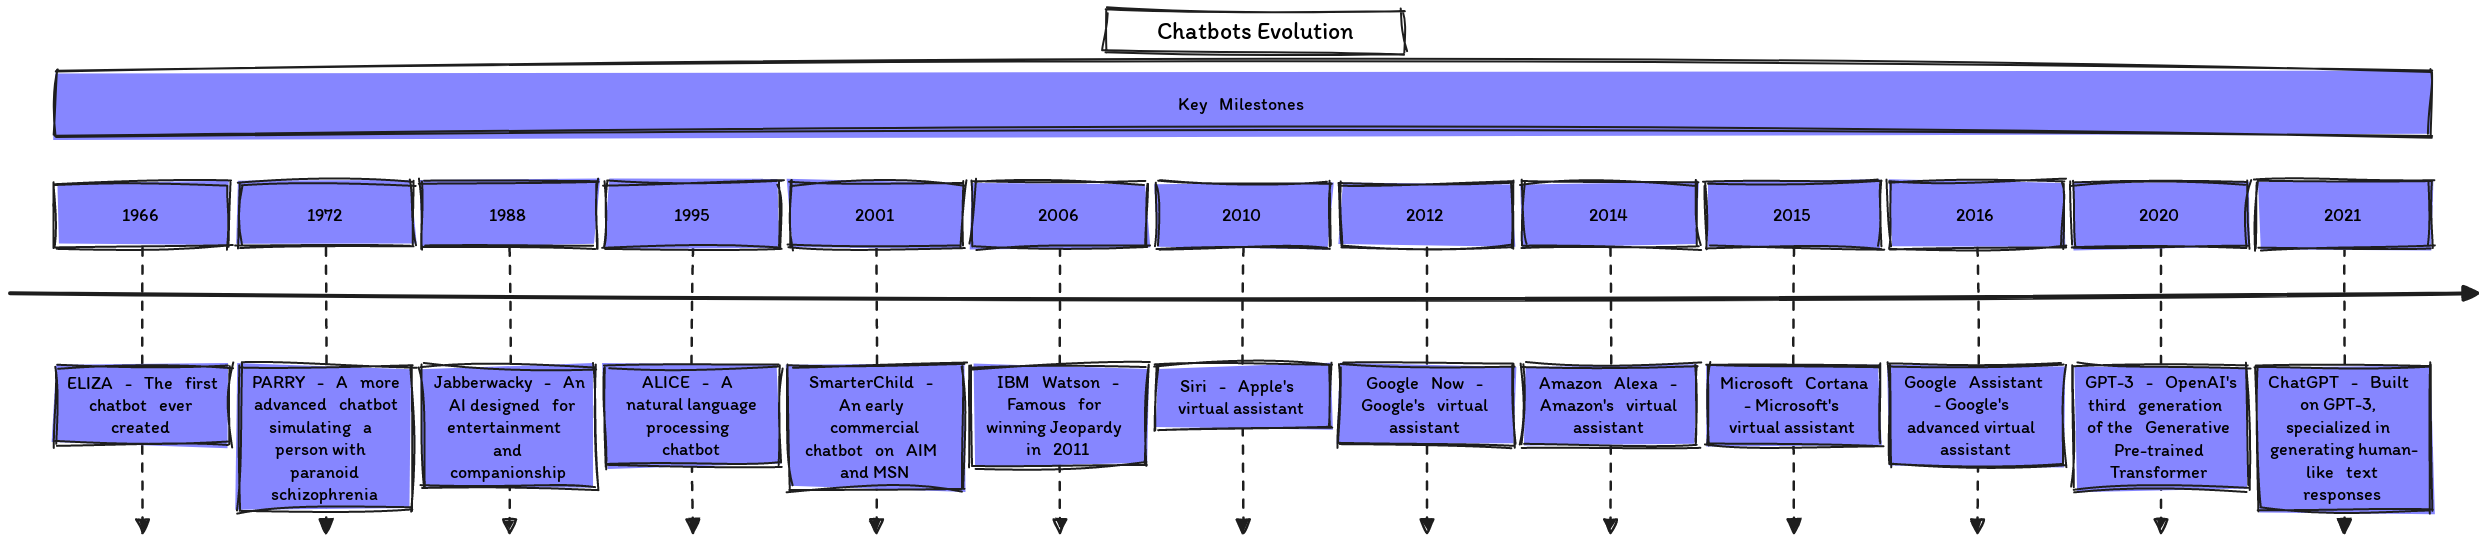 Chatbots Evolution
Key Milestones
1966
1972
1988
1995
2001
2006
2010
2012
2014
2015
2016
2020
2021
ELIZA - The first
chatbot ever
created
PARRY - A more
advanced chatbot
simulating a
person with
paranoid
schizophrenia
Jabberwacky - An
AI designed for
entertainment
and
companionship
ALICE - A
natural language
processing
chatbot
SmarterChild -
An early
commercial
chatbot on AIM
and MSN
IBM Watson -
Famous for
winning Jeopardy
in 2011
Siri - Apple's
virtual assistant
Google Now -
Google's virtual
assistant
Amazon Alexa -
Amazon's virtual
assistant
Microsoft Cortana
- Microsoft's
virtual assistant
Google Assistant
- Google's
advanced virtual
assistant
GPT-3 - OpenAI's
third generation
of the Generative
Pre-trained
Transformer
ChatGPT - Built
on GPT-3,
specialized in
generating human-
like text
responses